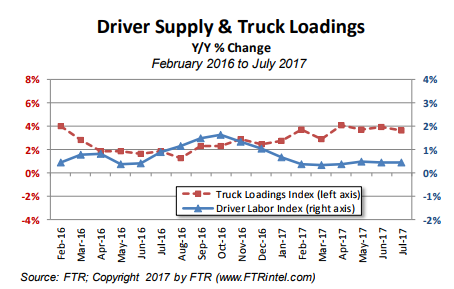 Driver Supply & Truck Loadings
Y/Y % Change
February 2016 to July 2017
8%
6%
4%
2%
0%
-2%
-4%
4%
3%
2%
1%
0%
-1%
-2%
Truck Loadings Index (left axis)
Driver Labor Index (right axis)
Feb-16
Mar-16
Apr-16
May-16
Jun-16
Jul-16
Aug-16
Sep-16
Oct-16
Nov-16
Dec-16
Jan-17
Feb-17
Mar-17
Apr-17
May-17
Jun-17
Jul-17
Source: FTR; Copyright 2017 by FTR (www.FTRintel.com)